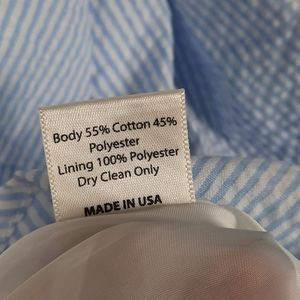 Body 55% Cotton 45%
Polyester
Lining 100% Polyester
Dry Clean Only
MADE IN USA